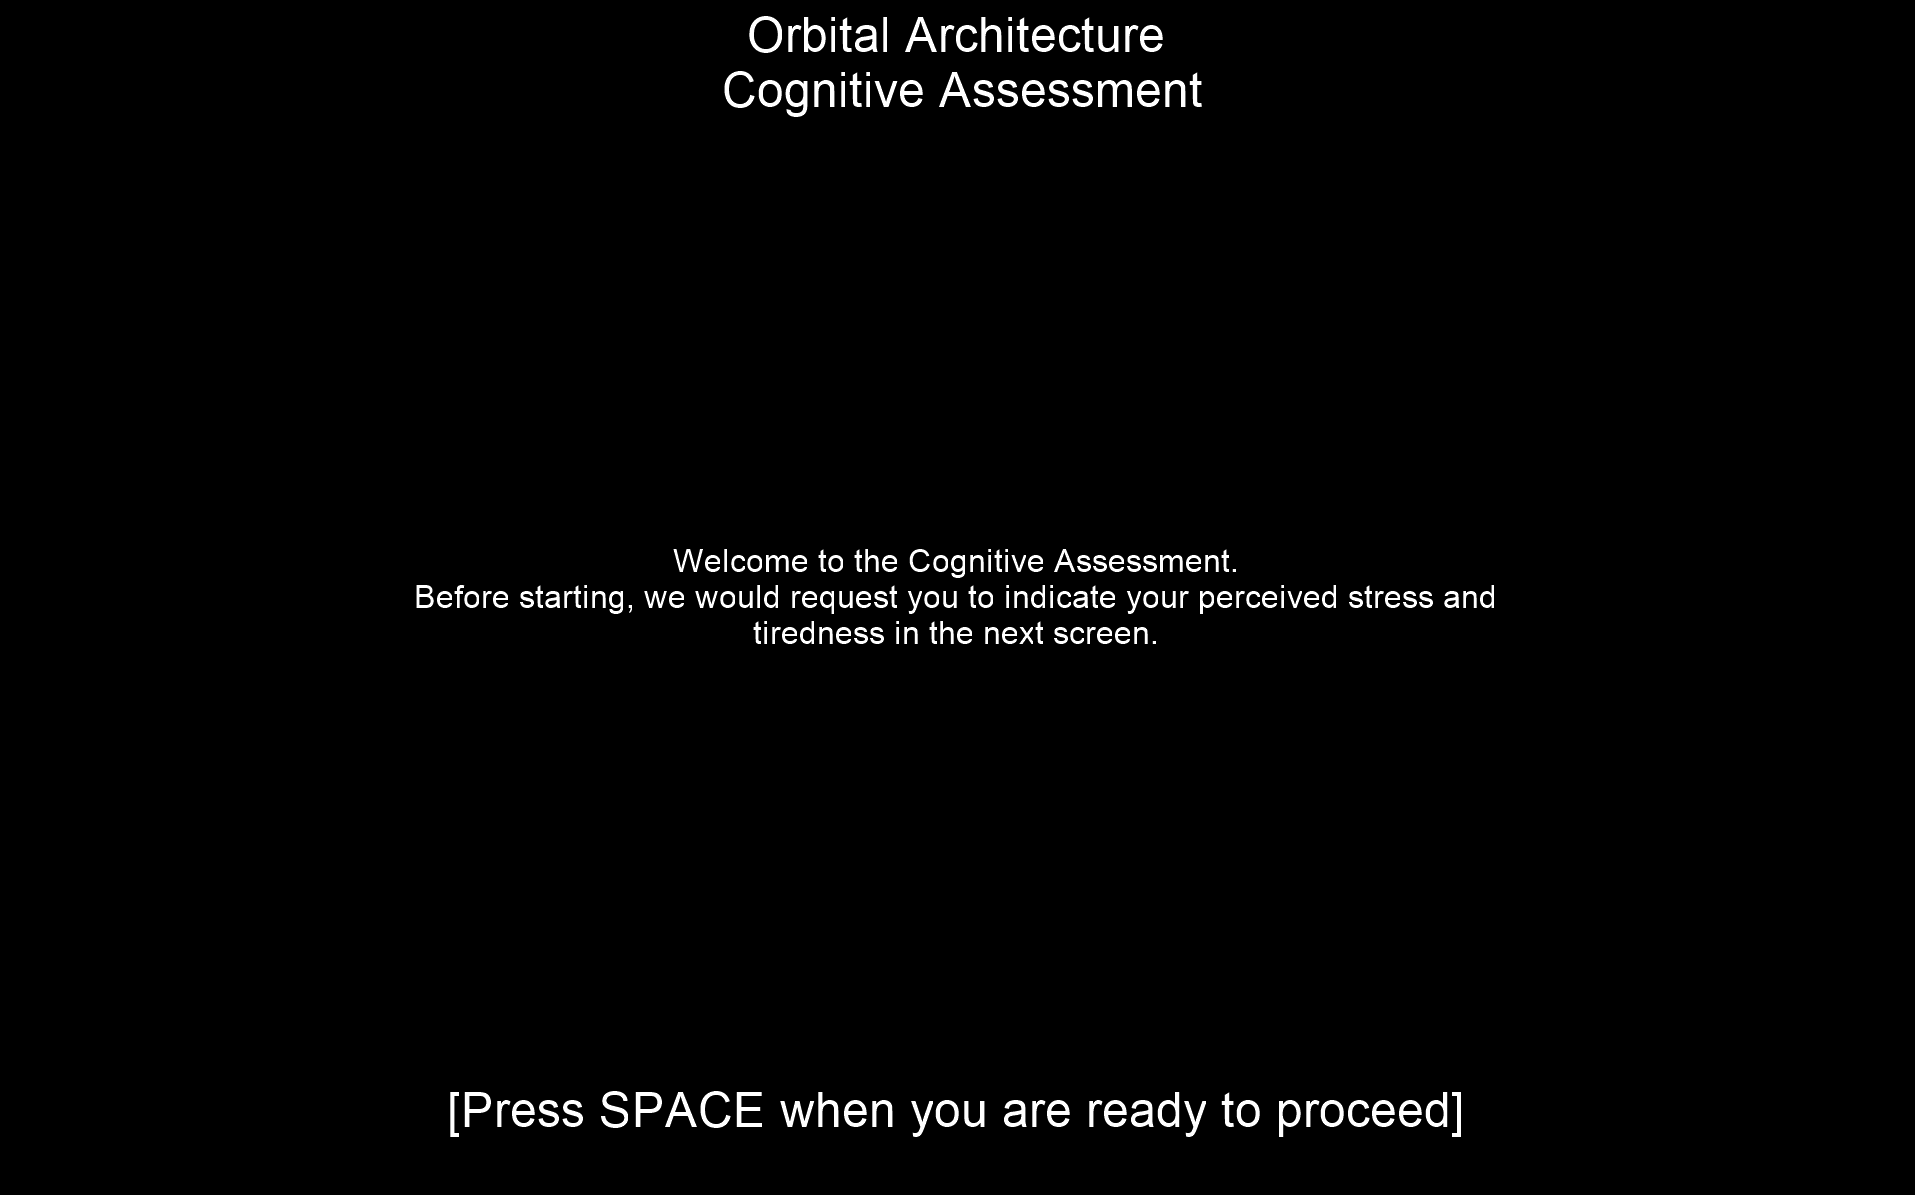 Orbital Architecture
Cognitive Assessment
Welcome to the Cognitive Assessment.
Before starting, we would request you to indicate your perceived stress and
tiredness in the next screen.
[Press SPACE when you are ready to proceed]